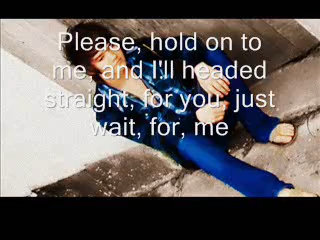 Please, hold on to
me, and I'll headed
straight, for you, just
wait, for, me